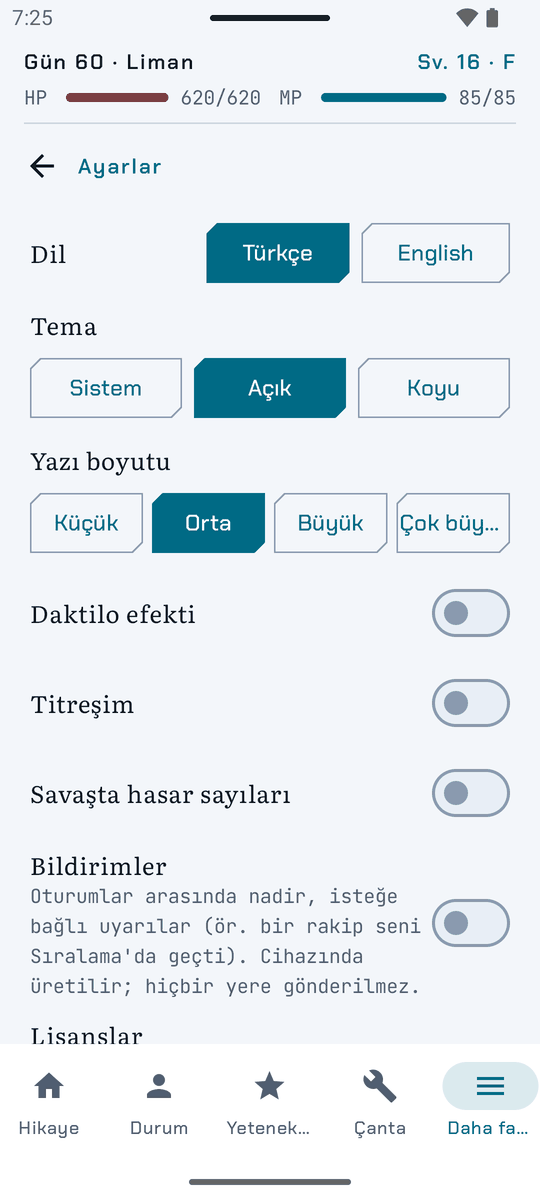 7:25
Gün 60 · Liman
Sv. 16 · F
HP 620/620 MP 85/85
Ayarlar
Dil
Türkçe
English
Tema
Sistem
Açık
Koyu
Yazı boyutu
Küçük
Orta
Büyük
Çok büy...
Daktilo efekti
Titreşim
Savaşta hasar sayıları
Bildirimler
Oturumlar arasında nadir, isteğe
bağlı uyarılar (ör. bir rakip seni
Sıralama'da geçti). Cihazında
üretilir; hiçbir yere gönderilmez.
Lisanslar
Hikaye
Durum
Yetenek...
Çanta
Daha fa...